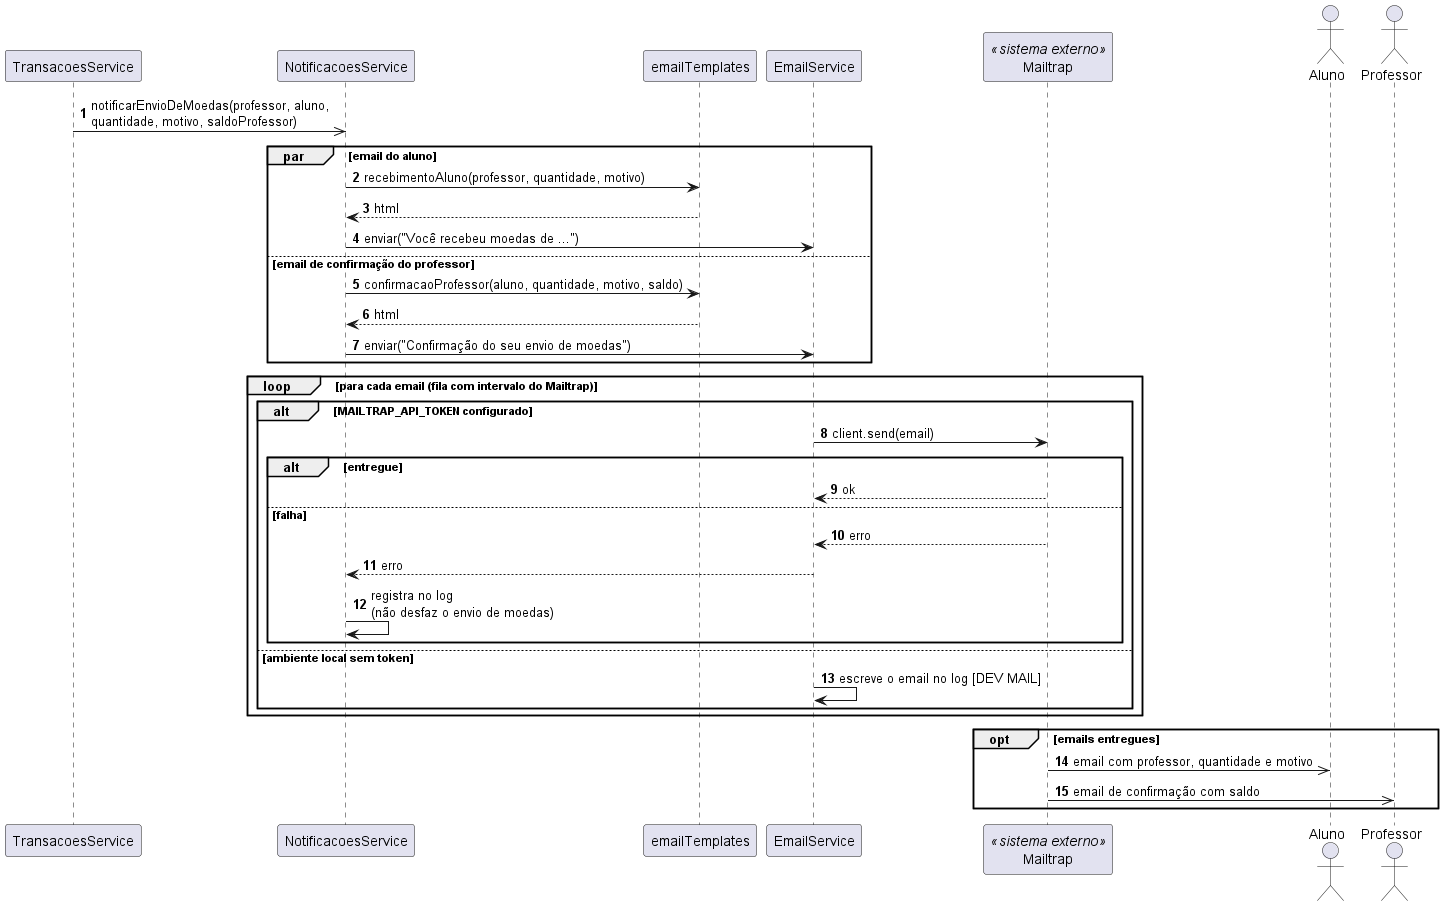 Aluno
Professor
TransacoesService
NotificacoesService
emailTemplates
EmailService
«sistema externo»
Mailtrap
1 notificarEnvioDeMoedas(professor, aluno,
quantidade, motivo, saldoProfessor)
par [email do aluno]
2 recebimentoAluno(professor, quantidade, motivo)
3 html
4 enviar("Você recebeu moedas de ...")
[email de confirmação do professor]
5 confirmacaoProfessor(aluno, quantidade, motivo, saldo)
6 html
7 enviar("Confirmação do seu envio de moedas")
loop [para cada email (fila com intervalo do Mailtrap)]
alt [MAILTRAP_API_TOKEN configurado]
8 client.send(email)
alt [entregue]
9 ok
[falha]
10 erro
11 erro
12 registra no log
(não desfaz o envio de moedas)
[ambiente local sem token]
13 escreve o email no log [DEV MAIL]
opt [emails entregues]
14 email com professor, quantidade e motivo
15 email de confirmação com saldo
TransacoesService
NotificacoesService
emailTemplates
EmailService
«sistema externo»
Mailtrap
Aluno
Professor